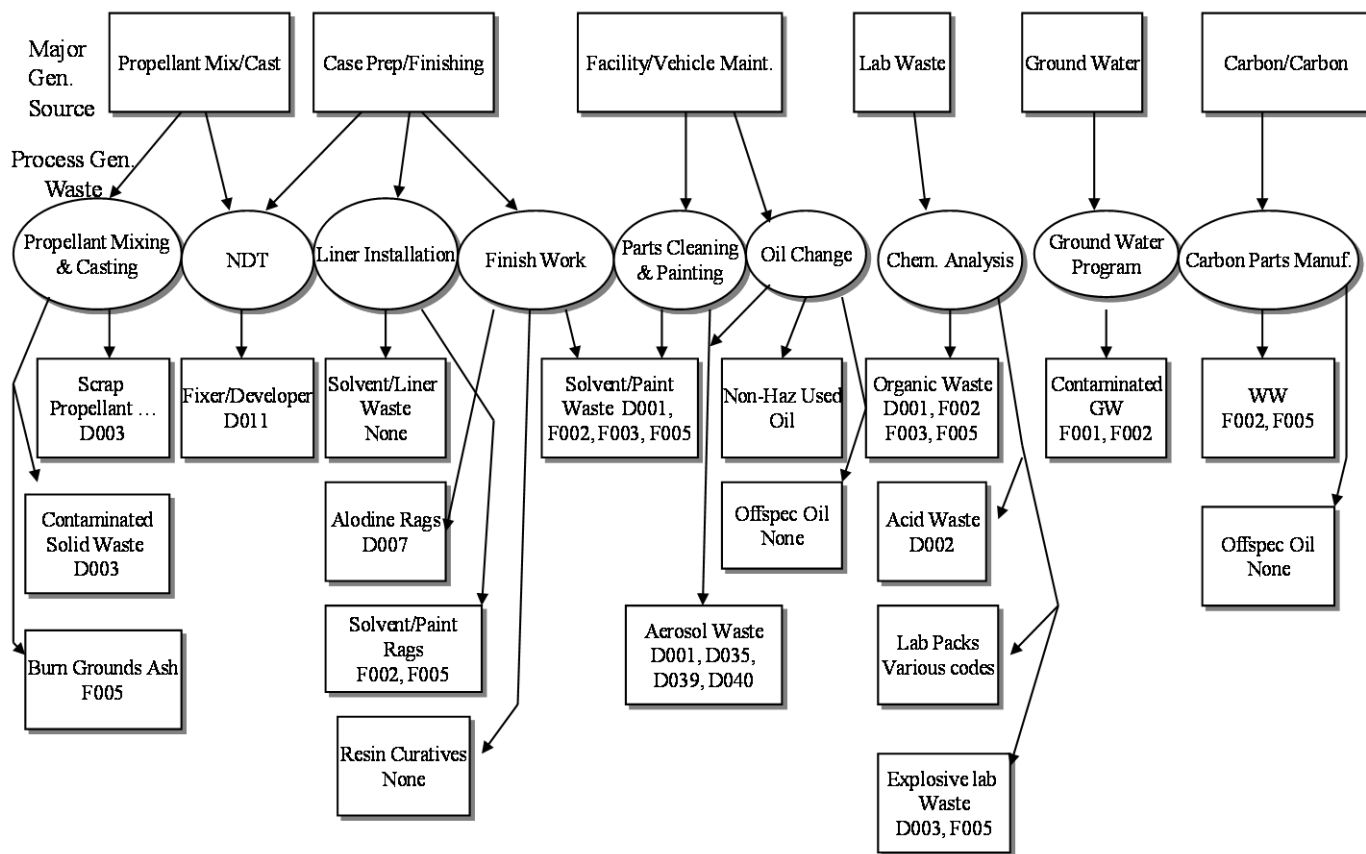 Major
Gen.
Source
Propellant Mix/Cast
Case Prep/Finishing
Facility/Vehicle Maint.
Lab Waste
Ground Water
Carbon/Carbon
Process Gen.
Waste
Propellant Mixing
& Casting
NDT
Liner Installation
Finish Work
Parts Cleaning
& Painting
Oil Change
Chem. Analysis
Ground Water
Program
Carbon Parts Manuf.
Scrap
Propellant ...
D003
Fixer/Developer
D011
Solvent/Liner
Waste
None
Solvent/Paint
Waste D001,
F002, F003, F005
Non-Haz Used
Oil
Organic Waste
D001, F002
F003, F005
Contaminated
GW
F001, F002
WW
F002, F005
Contaminated
Solid Waste
D003
Alodine Rags
D007
Offspec Oil
None
Acid Waste
D002
Offspec Oil
None
Burn Grounds Ash
F005
Solvent/Paint
Rags
F002, F005
Aerosol Waste
D001, D035,
D039, D040
Lab Packs
Various codes
Resin Curatives
None
Explosive lab
Waste
D003, F005